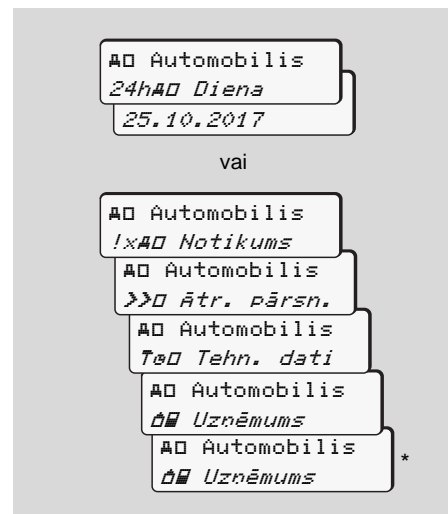 Automobilis
24h Diena
25.10.2017
vai
Automobilis
!x Notikums
Automobilis
>> Ātr. pārsn.
Automobilis
Tehn. dati
Automobilis
Uzņēmums
Automobilis
Uzņēmums
*